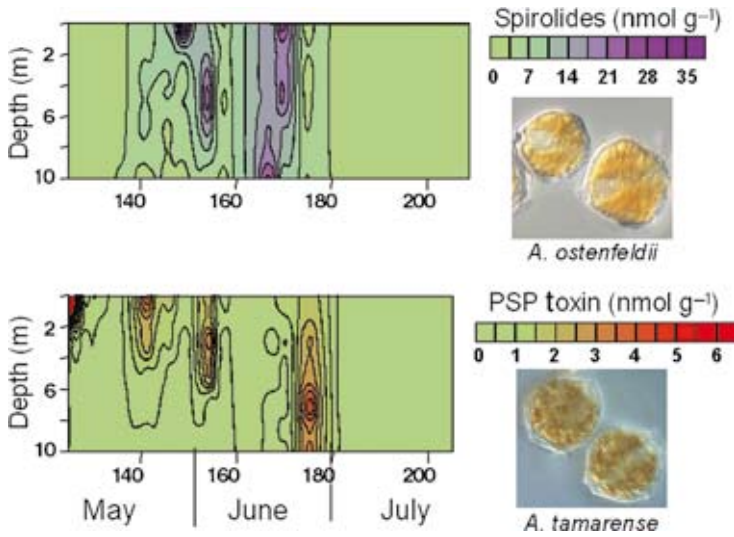 Spirolides (nmol g⁻¹)
0 7 14 21 28 35
Depth (m)
2
6
10
140 160 180 200
A. ostenfeldii
PSP toxin (nmol g⁻¹)
0 1 2 3 4 5 6
Depth (m)
2
6
10
140 160 180 200
May June July
A. tamarense